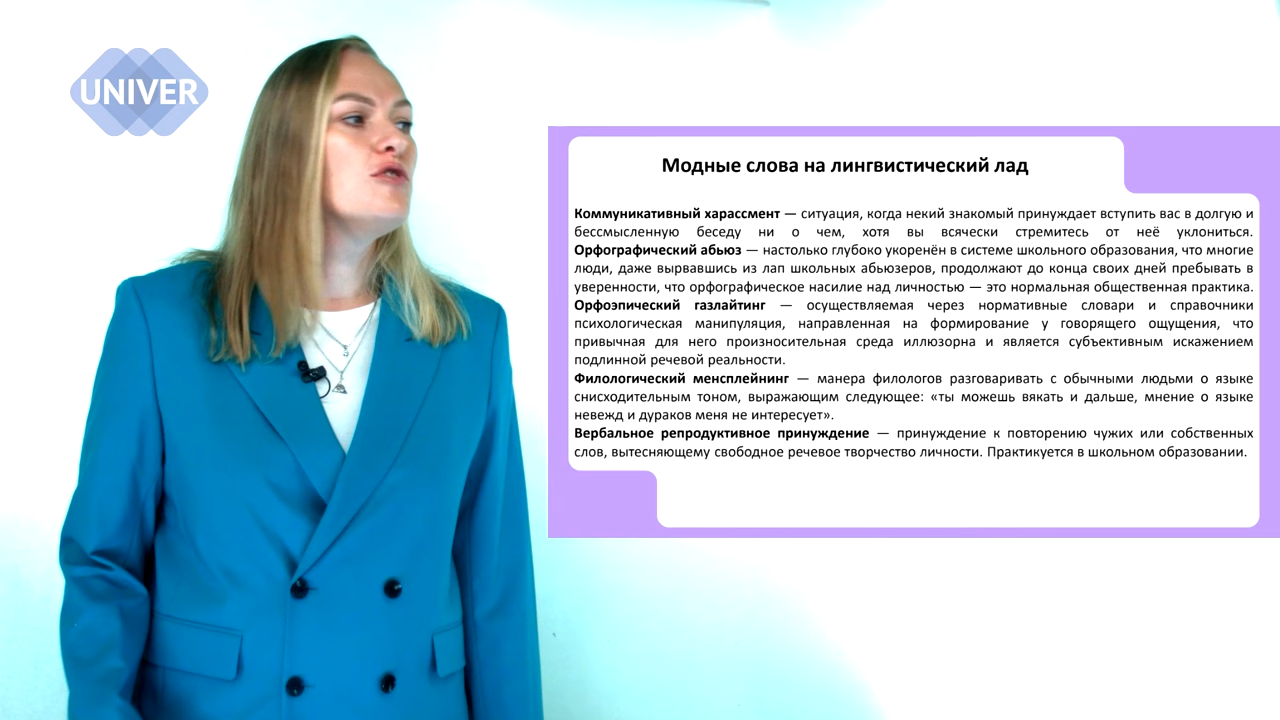 UNIVER
Модные слова на лингвистический лад
Коммуникативный харассмент — ситуация, когда некий знакомый принуждает вступить вас в долгую и
бессмысленную беседу ни о чем, хотя вы всячески стремитесь от неё уклониться.
Орфографический абьюз — настолько глубоко укоренён в системе школьного образования, что многие
люди, даже вырвавшись из лап школьных абьюзеров, продолжают до конца своих дней пребывать в
уверенности, что орфографическое насилие над личностью — это нормальная общественная практика.
Орфоэпический газлайтинг — осуществляемая через нормативные словари и справочники
психологическая манипуляция, направленная на формирование у говорящего ощущения, что
привычная для него произносительная среда иллюзорна и является субъективным искажением
подлинной речевой реальности.
Филологический менсплейнинг — манера филологов разговаривать с обычными людьми о языке
снисходительным тоном, выражающим следующее: «ты можешь вякать и дальше, мнение о языке
невежд и дураков меня не интересует».
Вербальное репродуктивное принуждение — принуждение к повторению чужих или собственных
слов, вытесняющему свободное речевое творчество личности. Практикуется в школьном образовании.